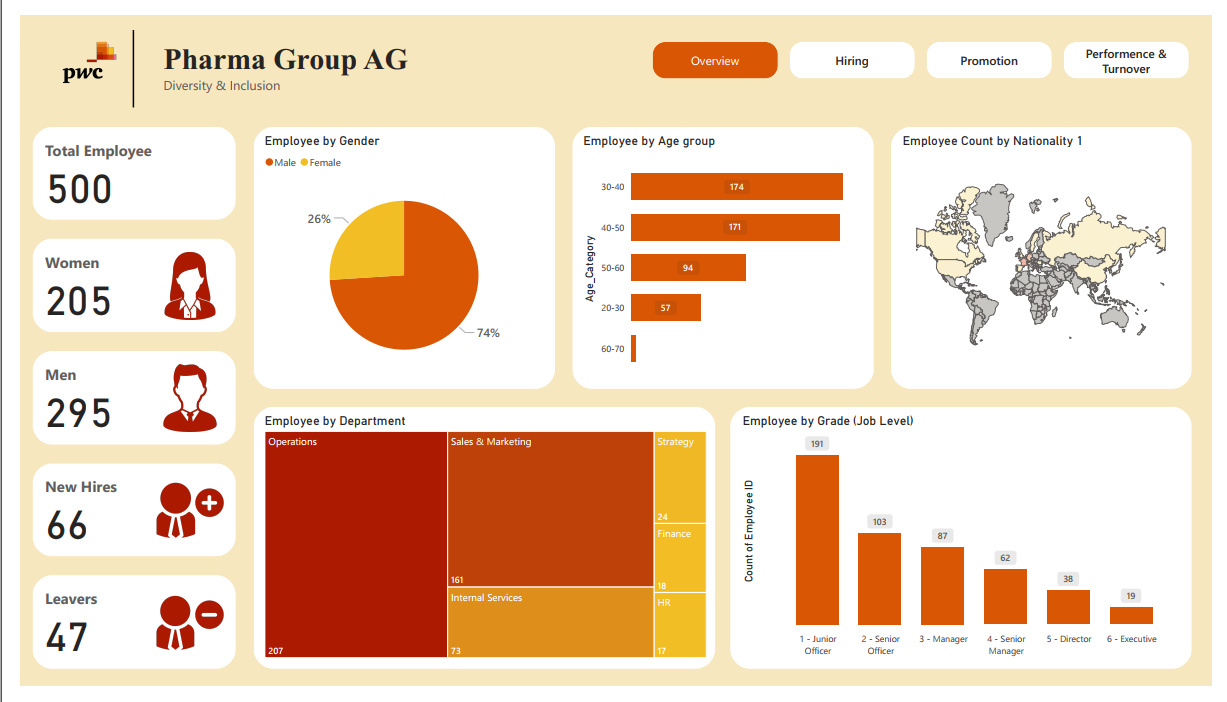 pwc
Pharma Group AG
Diversity & Inclusion
Overview
Hiring
Promotion
Performence &
Turnover
Total Employee
500
Women
205
Men
295
New Hires
66
Leavers
47
Employee by Gender
Male Female
26%
74%
Employee by Age group
Age_Category
30-40 174
40-50 171
50-60 94
20-30 57
60-70
Employee Count by Nationality 1
Employee by Department
Operations
207
Sales & Marketing
161
Internal Services
73
Strategy
24
Finance
18
HR
17
Employee by Grade (Job Level)
Count of Employee ID
191
103
87
62
38
19
1 - Junior
Officer
2 - Senior
Officer
3 - Manager
4 - Senior
Manager
5 - Director
6 - Executive